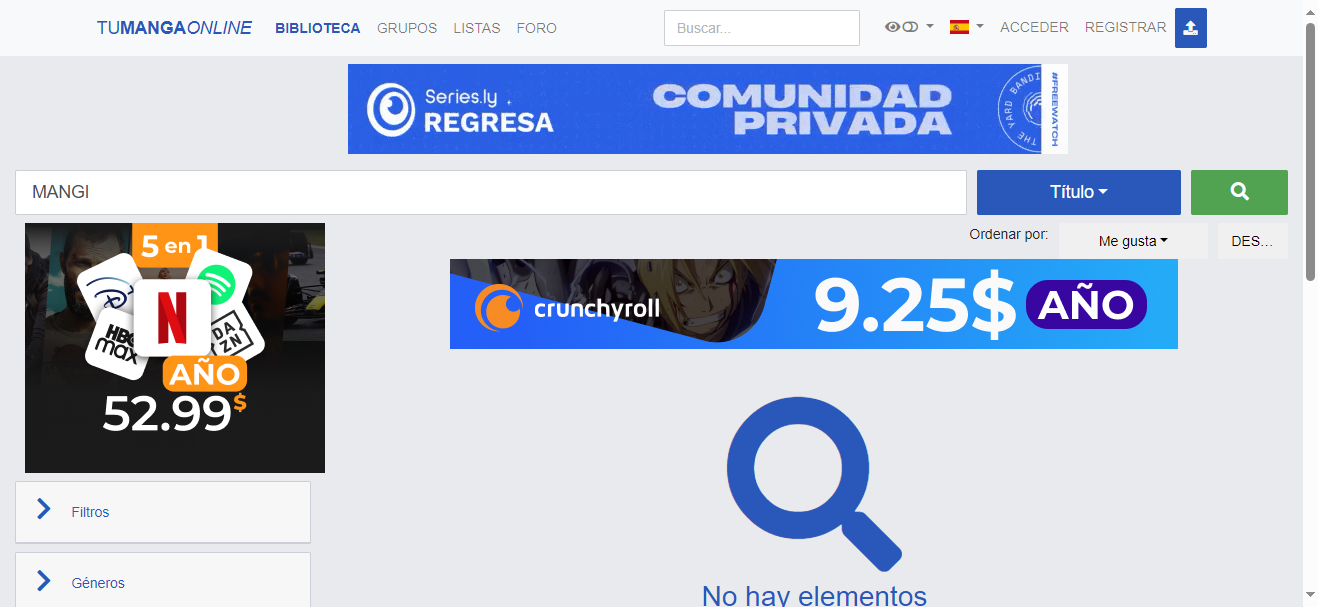 TUMANGAONLINE BIBLIOTECA GRUPOS LISTAS FORO Buscar... ACCEDER REGISTRAR
Series.ly
REGRESA
COMUNIDAD
PRIVADA
THE YARD BANDI
#FREEWATCH
MANGI
Título
Ordenar por: Me gusta DES...
5 en 1
D
N
HBO
max
DA
ZN
AÑO
52.99$
crunchyroll
9.25$ AÑO
Filtros
Géneros
No hay elementos